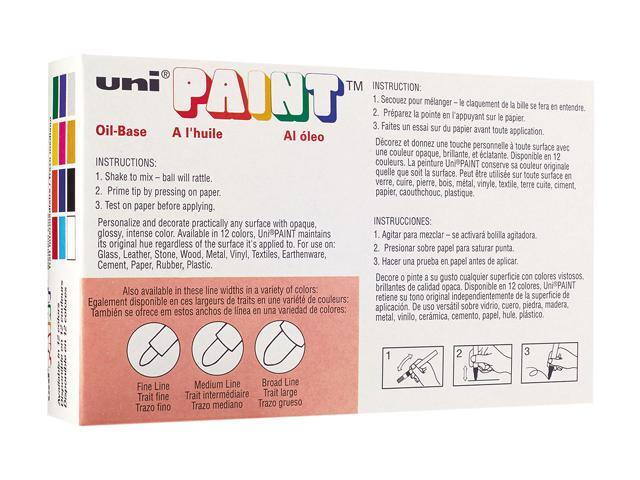 uni® PAINT™
Oil-Base A l'huile Al óleo
INSTRUCTIONS:
1. Shake to mix – ball will rattle.
2. Prime tip by pressing on paper.
3. Test on paper before applying.
Personalize and decorate practically any surface with opaque,
glossy, intense color. Available in 12 colors. Uni®PAINT maintains
its original hue regardless of the surface it's applied to. For use on:
Glass, Leather, Stone, Wood, Metal, Vinyl, Textiles, Earthenware,
Cement, Paper, Rubber, Plastic.
Also available in these line widths in a variety of colors:
Egalement disponible en ces largeurs de traits en une variété de couleurs:
También se ofrece em estos anchos de línea en una variedad de colores:
Fine Line
Trait fine
Trazo fino
Medium Line
Trait intermédiaire
Trazo mediano
Broad Line
Trait large
Trazo grueso
INSTRUCTION:
1. Secouez pour mélanger – le claquement de la bille se fera en entendre.
2. Préparez la pointe en l'appuyant sur le papier.
3. Faites un essai sur du papier avant toute application.
Décorez et donnez une touche personnelle à toute surface avec
une couleur opaque, brillante, et éclatante. Disponible en 12
couleurs. La peinture Uni®PAINT conserve sa couleur originale
quelle que soit la surface. Peut être utilisée sur toute surface en
verre, cuire, pierre, bois, métal, vinyle, textile, terre cuite, ciment,
papier, caouthchouc, plastique.
INSTRUCCIONES:
1. Agitar para mezclar – se activará bolilla agitadora.
2. Presionar sobre papel para saturar punta.
3. Hacer una prueba en papel antes de aplicar.
Decore o pinte a su gusto cualquier superficie con colores vistosos,
brillantes de calidad opaca. Disponible en 12 colores, Uni®PAINT
retiene su tono original independientemente de la superficie de
aplicación. De uso versátil sobre vidrio, cuero, piedra, madera,
metal, vinilo, cerámica, cemento, papel, hule, plástico.
1
2
3
Available in 12 colors
Disponible en 12 couleurs
Disponible en 12 colores